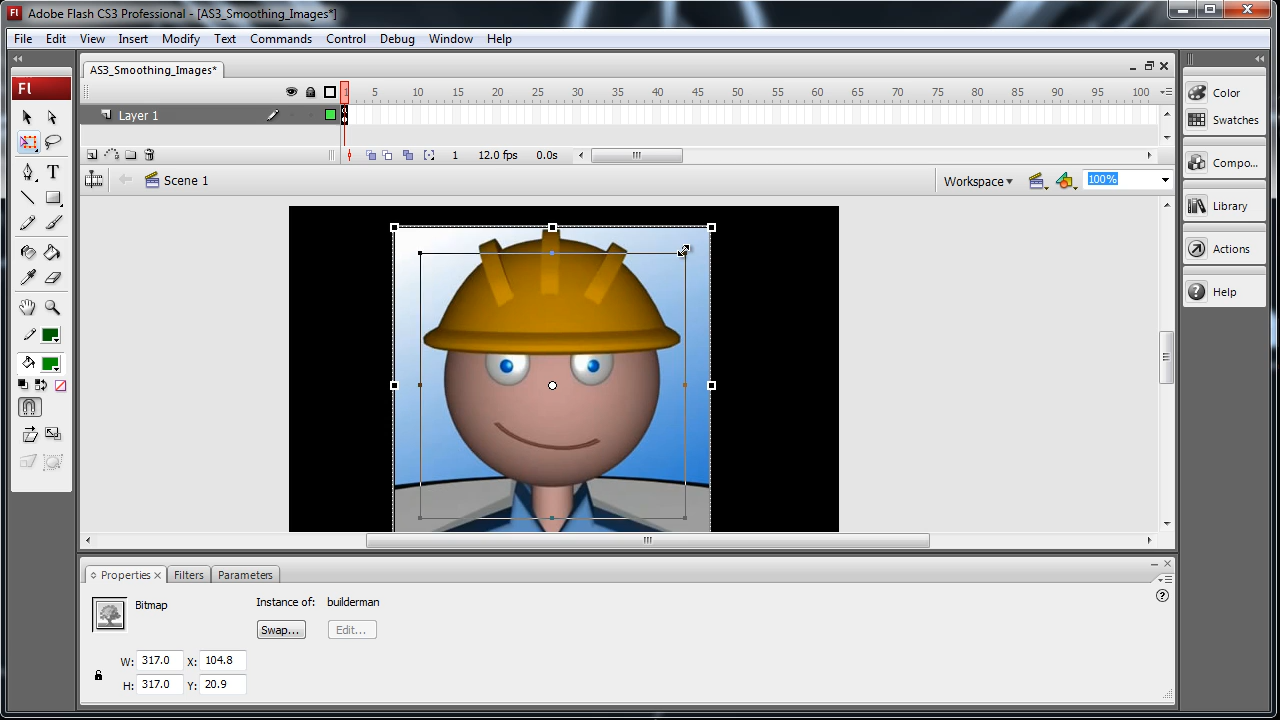 Fl Adobe Flash CS3 Professional - [AS3_Smoothing_Images*]
File Edit View Insert Modify Text Commands Control Debug Window Help
AS3_Smoothing_Images*
Fl
1 5 10 15 20 25 30 35 40 45 50 55 60 65 70 75 80 85 90 95 100
Layer 1
1 12.0 fps 0.0s
Scene 1
Workspace
100%
T
Color
Swatches
Compo...
Library
Actions
Help
Properties
Filters
Parameters
Bitmap
Instance of: builderman
Swap...
Edit...
W: 317.0 X: 104.8
H: 317.0 Y: 20.9